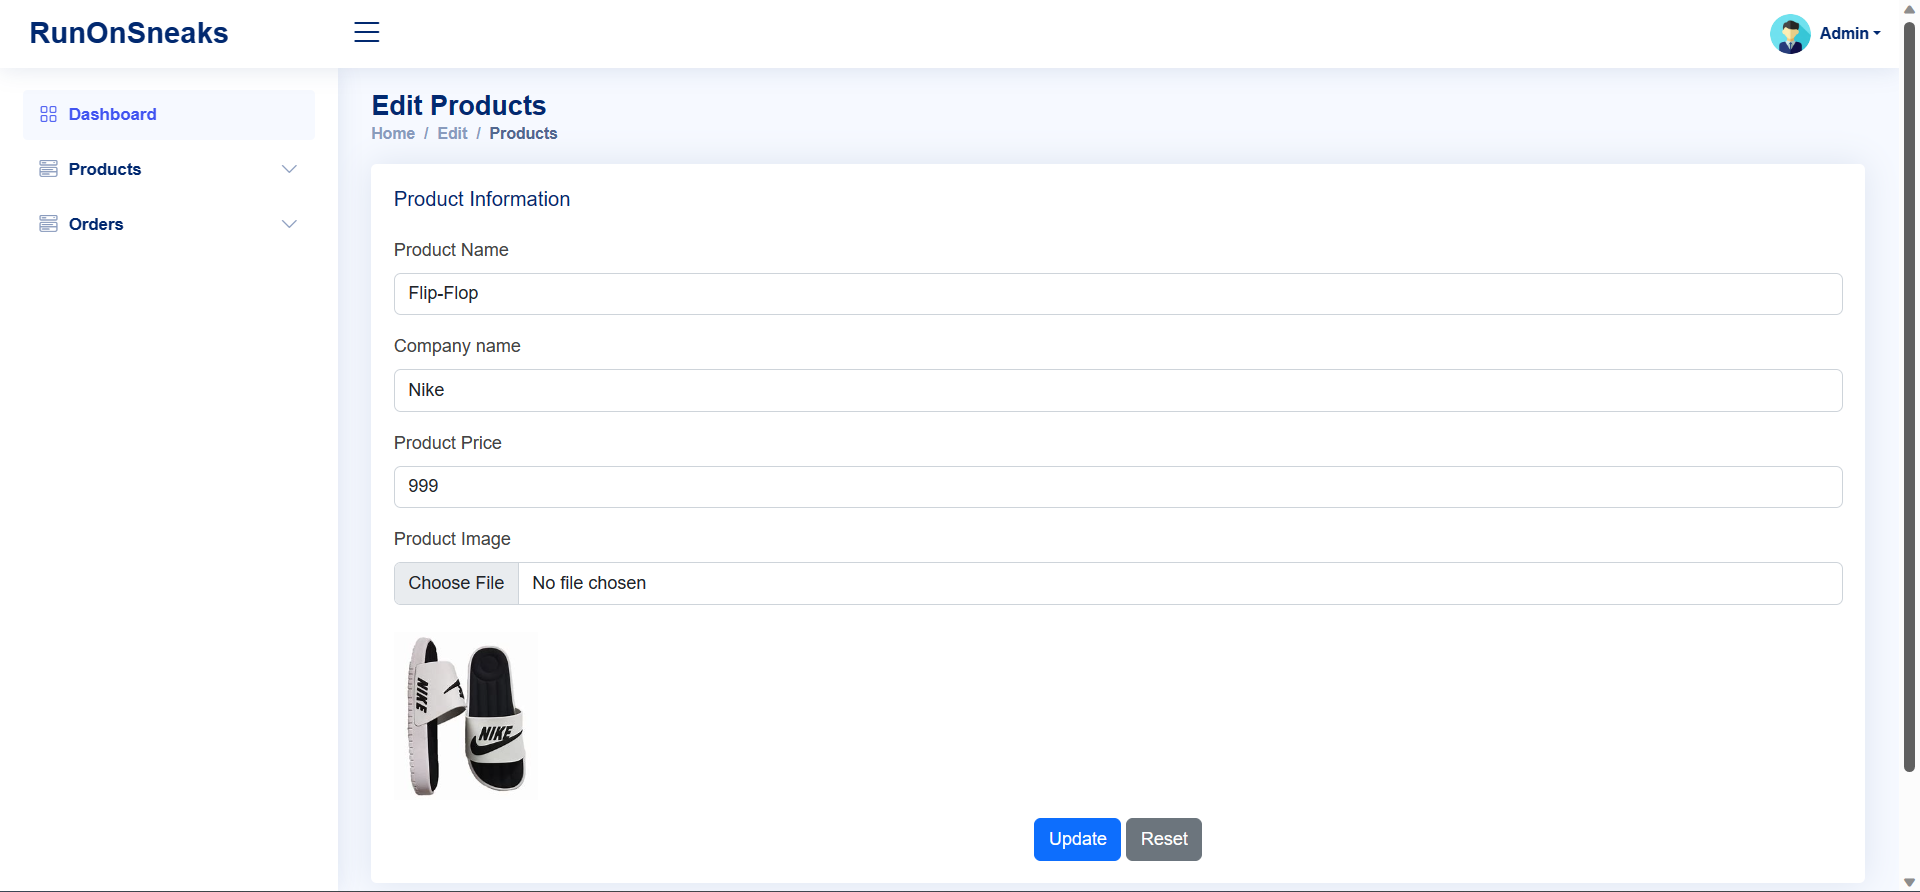 RunOnSneaks
Admin
Dashboard
Products
Orders
Edit Products
Home / Edit / Products
Product Information
Product Name
Flip-Flop
Company name
Nike
Product Price
999
Product Image
Choose File No file chosen
NIKE
NIKE
Update Reset